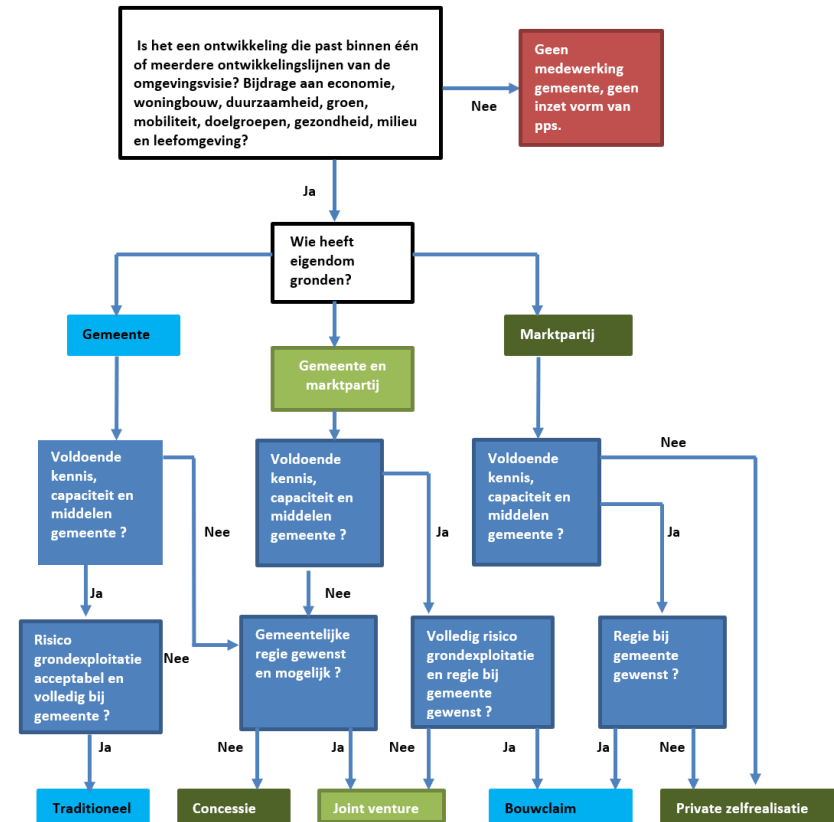 Is het een ontwikkeling die past binnen één
of meerdere ontwikkelingslijnen van de
omgevingsvisie? Bijdrage aan economie,
woningbouw, duurzaamheid, groen,
mobiliteit, doelgroepen, gezondheid, milieu
en leefomgeving?
Nee
Geen
medewerking
gemeente, geen
inzet vorm van
pps.
Ja
Wie heeft
eigendom
gronden?
Gemeente
Gemeente en
marktpartij
Marktpartij
Voldoende
kennis,
capaciteit en
middelen
gemeente ?
Nee
Voldoende
kennis,
capaciteit en
middelen
gemeente ?
Ja
Voldoende
kennis,
capaciteit en
middelen
gemeente ?
Nee
Ja
Ja
Nee
Risico
grondexploitatie
acceptabel en
volledig bij
gemeente ?
Nee
Gemeentelijke
regie gewenst
en mogelijk ?
Volledig risico
grondexploitatie
en regie bij
gemeente
gewenst ?
Regie bij
gemeente
gewenst ?
Ja
Nee
Ja
Nee
Ja
Ja
Nee
Traditioneel
Concessie
Joint venture
Bouwclaim
Private zelfrealisatie